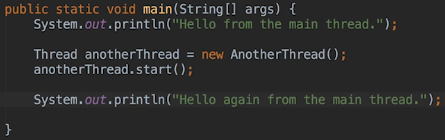 public static void main(String[] args) {
    System.out.println("Hello from the main thread.");
    Thread anotherThread = new AnotherThread();
    anotherThread.start();
    System.out.println("Hello again from the main thread.");
}